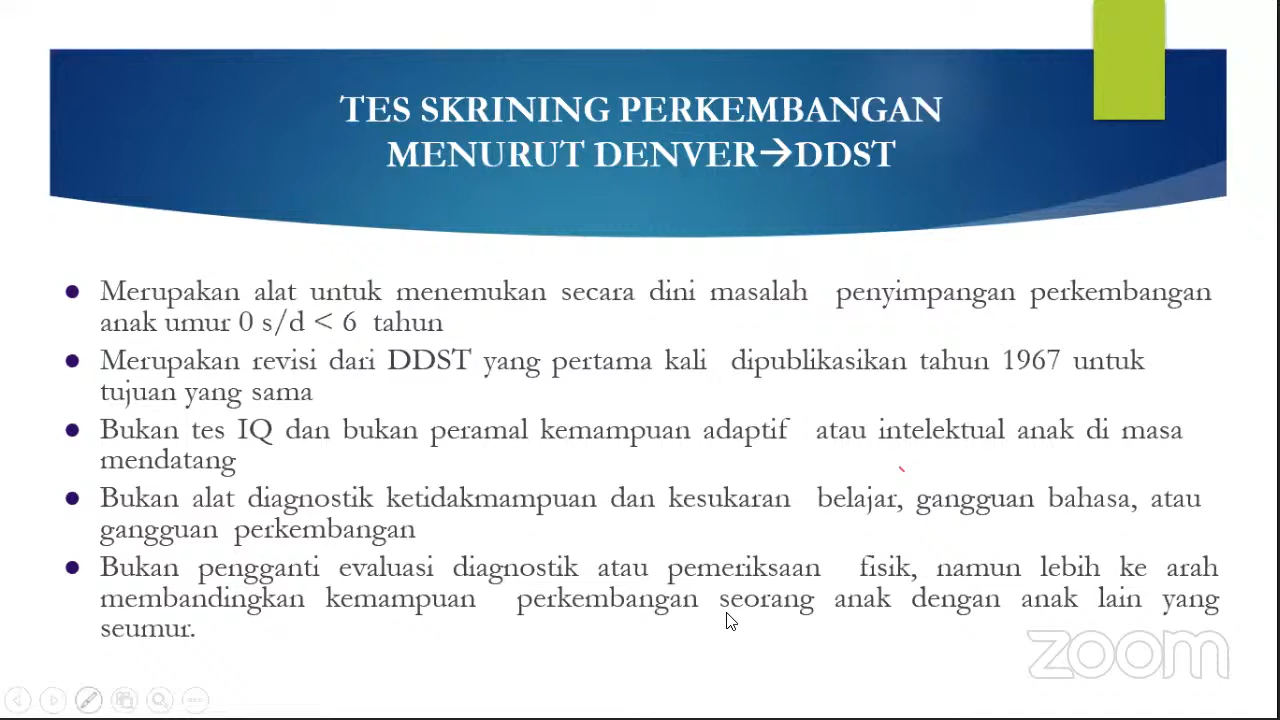 TES SKRINING PERKEMBANGAN
MENURUT DENVER→DDST
● Merupakan alat untuk menemukan secara dini masalah penyimpangan perkembangan
anak umur 0 s/d < 6 tahun
● Merupakan revisi dari DDST yang pertama kali dipublikasikan tahun 1967 untuk
tujuan yang sama
● Bukan tes IQ dan bukan peramal kemampuan adaptif atau intelektual anak di masa
mendatang
● Bukan alat diagnostik ketidakmampuan dan kesukaran belajar, gangguan bahasa, atau
gangguan perkembangan
● Bukan pengganti evaluasi diagnostik atau pemeriksaan fisik, namun lebih ke arah
membandingkan kemampuan perkembangan seorang anak dengan anak lain yang
seumur.
zoom